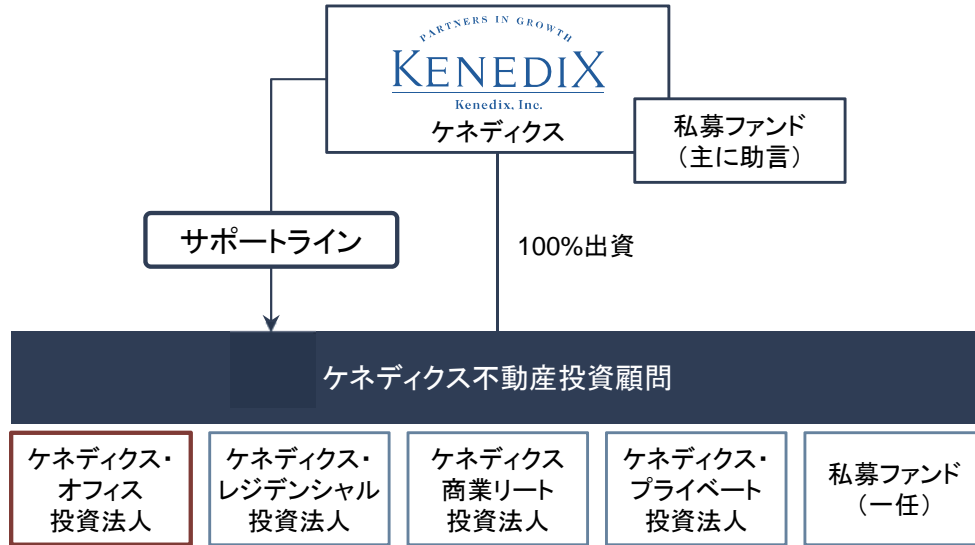 PARTNERS IN GROWTH
KENEDIX
Kenedix, Inc.
ケネディクス
私募ファンド
（主に助言）
サポートライン
100%出資
ケネディクス不動産投資顧問
ケネディクス・
オフィス
投資法人
ケネディクス・
レジデンシャル
投資法人
ケネディクス
商業リート
投資法人
ケネディクス・
プライベート
投資法人
私募ファンド
（一任）